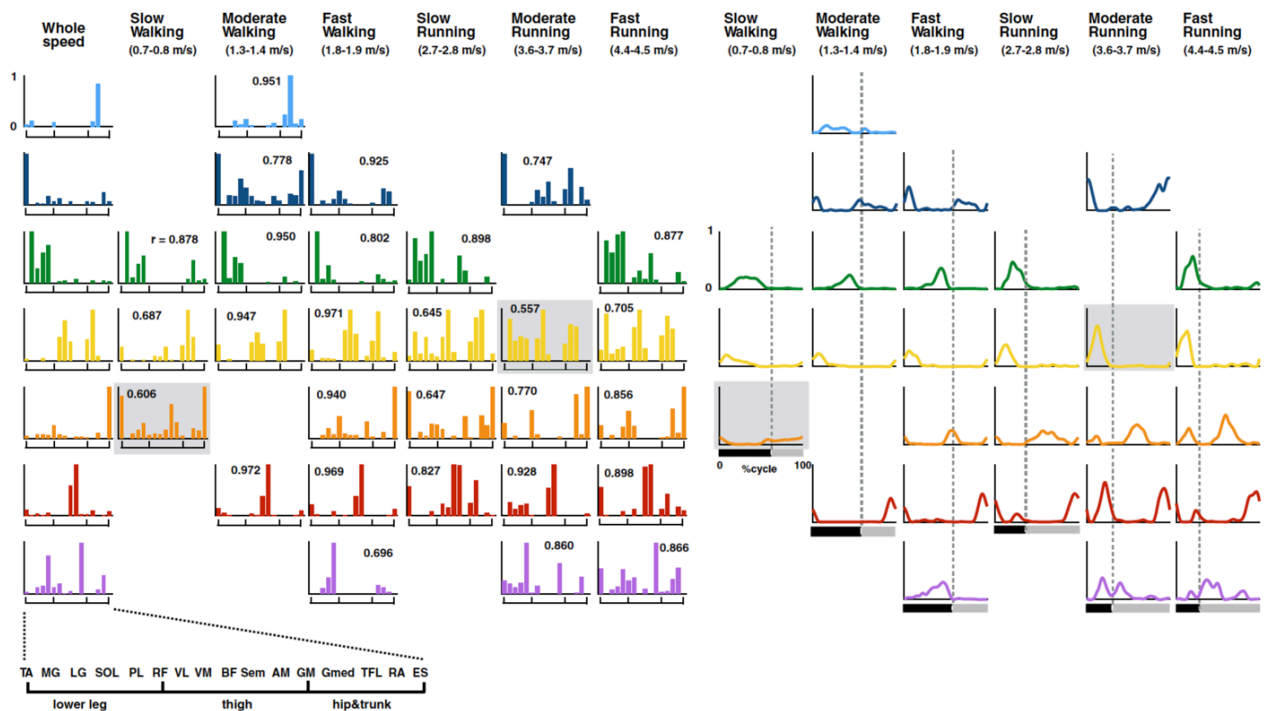 Whole speed
Slow Walking (0.7-0.8 m/s)
Moderate Walking (1.3-1.4 m/s)
Fast Walking (1.8-1.9 m/s)
Slow Running (2.7-2.8 m/s)
Moderate Running (3.6-3.7 m/s)
Fast Running (4.4-4.5 m/s)
Slow Walking (0.7-0.8 m/s)
Moderate Walking (1.3-1.4 m/s)
Fast Walking (1.8-1.9 m/s)
Slow Running (2.7-2.8 m/s)
Moderate Running (3.6-3.7 m/s)
Fast Running (4.4-4.5 m/s)
1
0
0.951
0.778 0.925 0.747
r = 0.878 0.950 0.802 0.898 0.877
1
0
0.687 0.947 0.971 0.645 0.557 0.705
0.606 0.940 0.647 0.770 0.856
0 %cycle 100
0.972 0.969 0.827 0.928 0.898
0.696 0.860 0.866
TA MG LG SOL PL RF VL VM BF Sem AM GM Gmed TFL RA ES
lower leg thigh hip&trunk